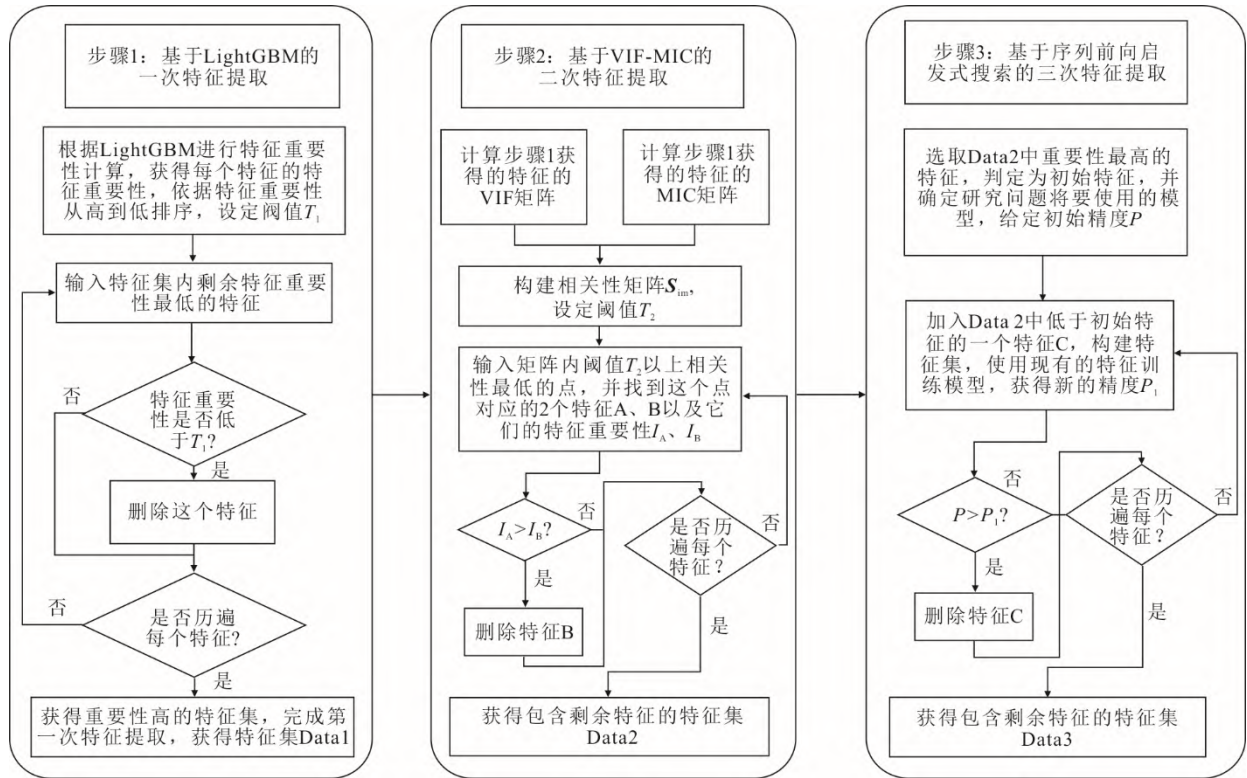 步骤1：基于LightGBM的
一次特征提取
根据LightGBM进行特征重要
性计算，获得每个特征的特
征重要性，依据特征重要性
从高到低排序，设定阀值T₁
输入特征集内剩余特征重要
性最低的特征
否
特征重要
性是否低
于T₁?
是
删除这个特征
否
是否历遍
每个特征?
是
获得重要性高的特征集，完成第
一次特征提取，获得特征集Data1
步骤2：基于VIF-MIC的
二次特征提取
计算步骤1获
得的特征的
VIF矩阵
计算步骤1获
得的特征的
MIC矩阵
构建相关性矩阵Sim,
设定阈值T₂
输入矩阵内阈值T₂以上相关
性最低的点，并找到这个点
对应的2个特征A、B以及它
们的特征重要性I_A、I_B
I_A>I_B?
否
是
删除特征B
是否历
遍每个
特征？
否
是
获得包含剩余特征的特征集
Data2
步骤3：基于序列前向启
发式搜索的三次特征提取
选取Data2中重要性最高的
特征，判定为初始特征，并
确定研究问题将要使用的模
型，给定初始精度P
加入Data 2中低于初始特
征的一个特征C，构建特
征集，使用现有的特征训
练模型，获得新的精度P₁
P>P₁?
否
是
删除特征C
是否历
遍每个
特征？
否
是
获得包含剩余特征的特征集
Data3